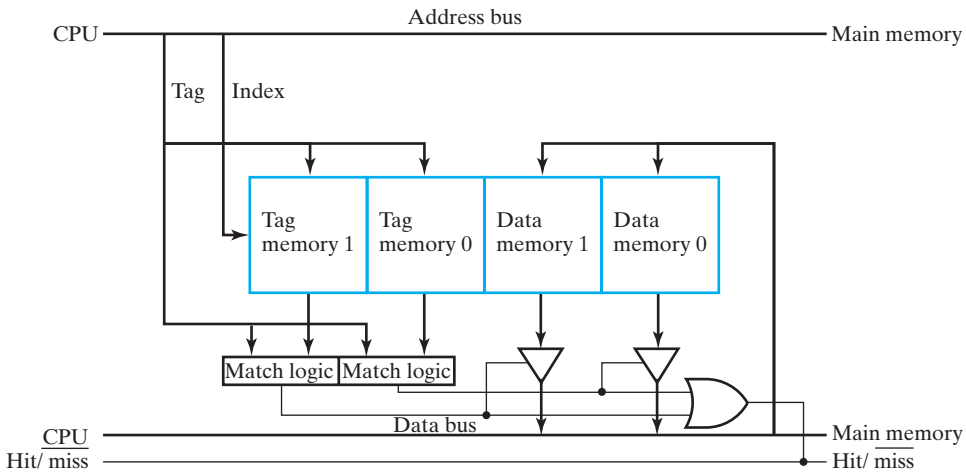 Address bus
CPU
Main memory
Tag
Index
Tag
memory 1
Tag
memory 0
Data
memory 1
Data
memory 0
Match logic
Match logic
Data bus
CPU
Main memory
Hit/ miss
Hit/ miss